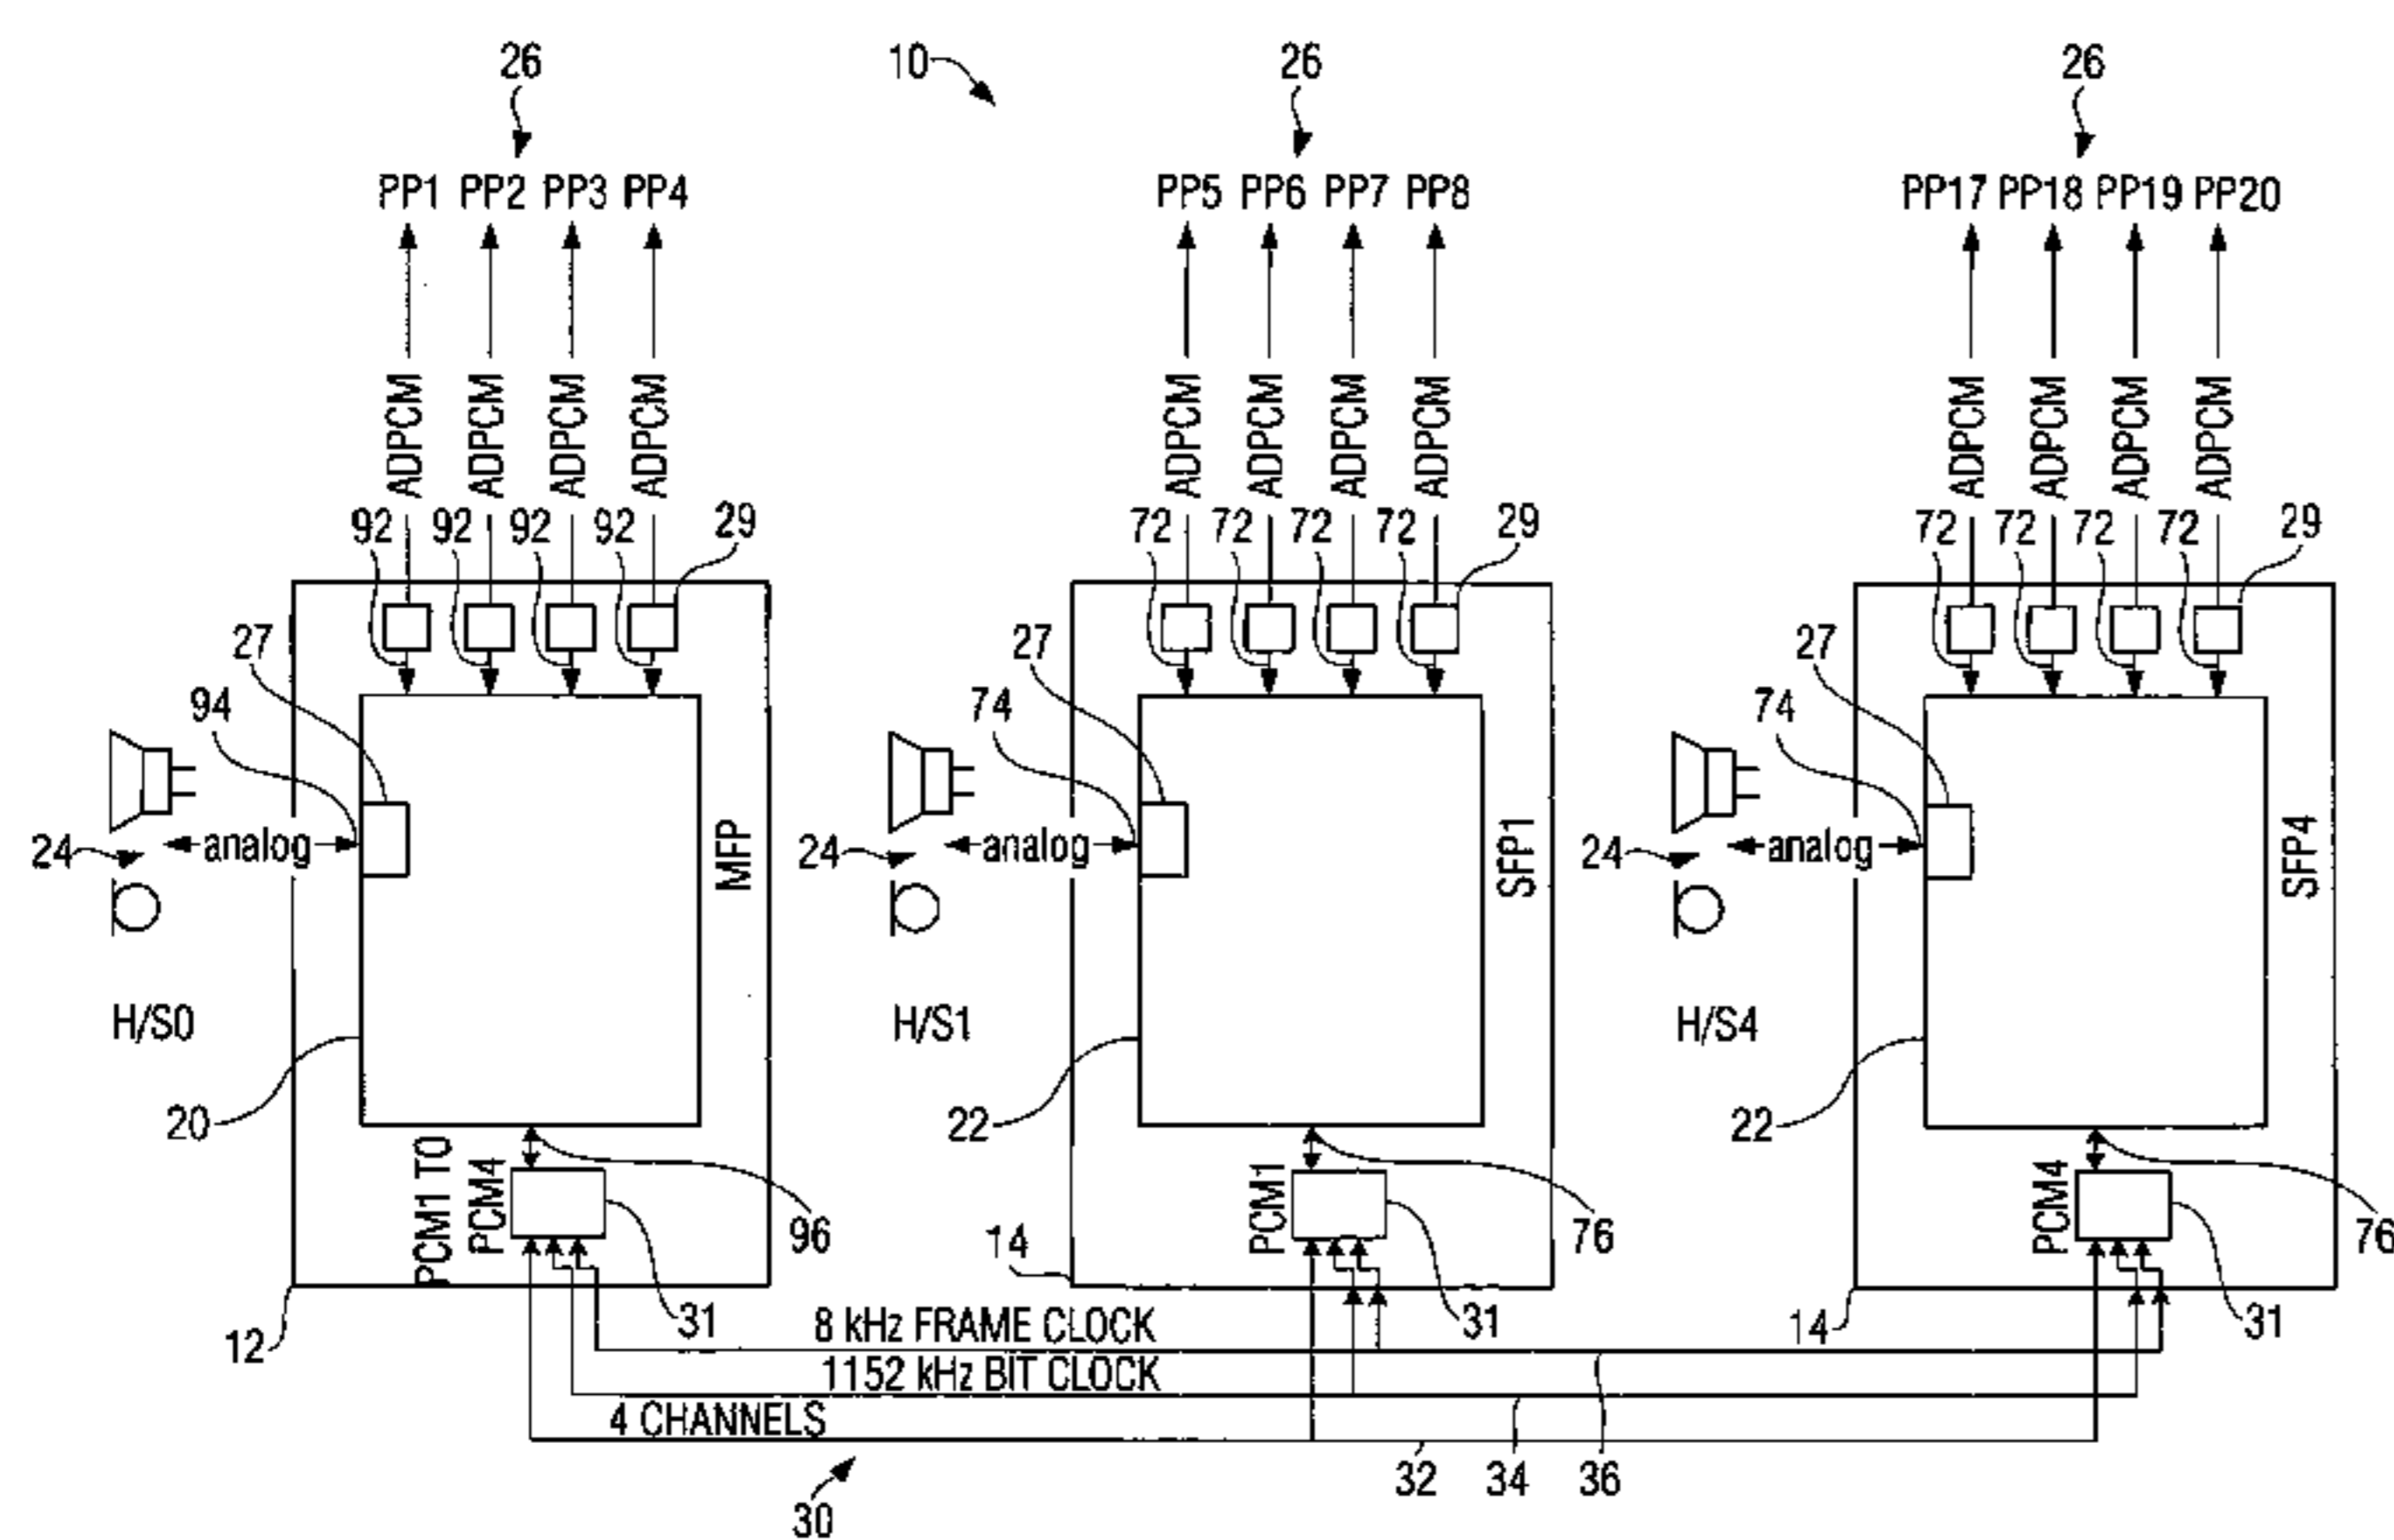 26 10 26 26
PP1 PP2 PP3 PP4 PP5 PP6 PP7 PP8 PP17 PP18 PP19 PP20
ADPCM ADPCM ADPCM ADPCM ADPCM ADPCM ADPCM ADPCM ADPCM ADPCM ADPCM ADPCM
92 92 92 92 29 72 72 72 72 29 72 72 72 72 29
27 27 27
94 74 74
24 analog MFP 24 analog SFP1 24 analog SFP4
H/S0 H/S1 H/S4
20 22 22
PCM1 TO
PCM4 96 PCM1 76 PCM4 76
14
12 31 31 14 31
8 kHz FRAME CLOCK
1152 kHz BIT CLOCK
4 CHANNELS
30 32 34 36